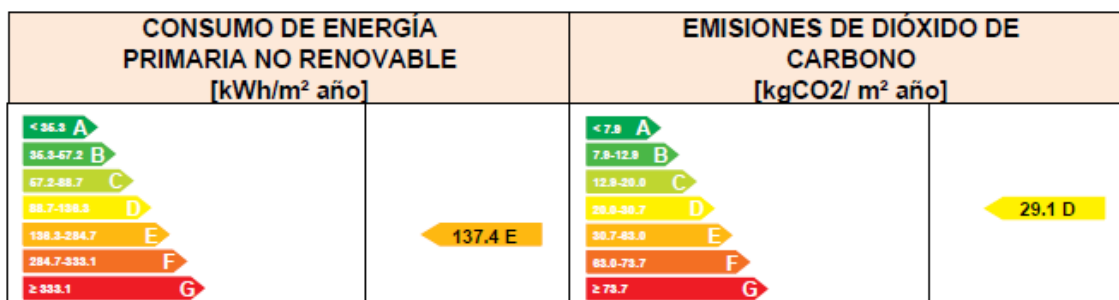 CONSUMO DE ENERGÍA
PRIMARIA NO RENOVABLE
[kWh/m² año]
EMISIONES DE DIÓXIDO DE
CARBONO
[kgCO2/ m² año]
< 35.3 A
35.3-57.2 B
57.2-88.7 C
88.7-136.3 D
136.3-284.7 E
284.7-333.1 F
≥ 333.1 G
137.4 E
< 7.9 A
7.9-12.9 B
12.9-20.0 C
20.0-30.7 D
30.7-63.0 E
63.0-73.7 F
≥ 73.7 G
29.1 D